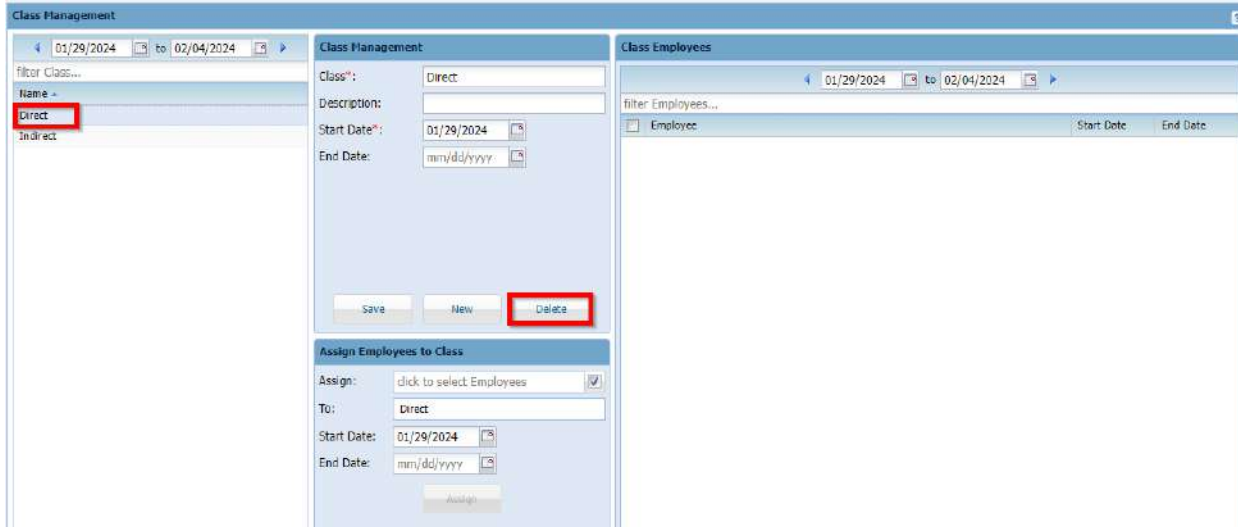 Class Management
01/29/2024 to 02/04/2024
filter Class...
Name
Direct
Indirect
Class Management
Class*: Direct
Description:
Start Date*: 01/29/2024
End Date: mm/dd/yyyy
Save New Delete
Assign Employees to Class
Assign: click to select Employees
To: Direct
Start Date: 01/29/2024
End Date: mm/dd/yyyy
Assign
Class Employees
01/29/2024 to 02/04/2024
filter Employees...
Employee Start Date End Date